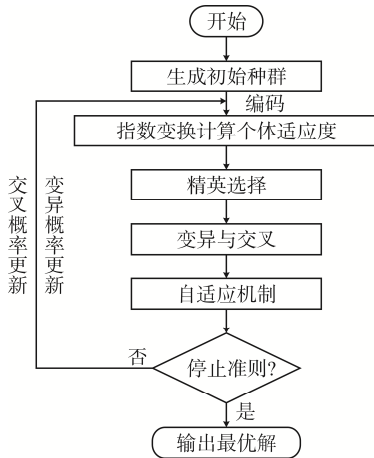 开始
生成初始种群
编码
指数变换计算个体适应度
精英选择
变异与交叉
自适应机制
停止准则?
否
是
输出最优解
交叉概率更新
变异概率更新